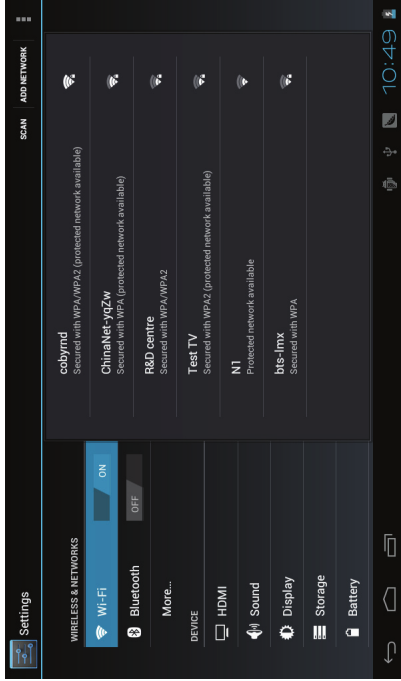 Settings
SCAN
ADD NETWORK
WIRELESS & NETWORKS
Wi-Fi
ON
Bluetooth
OFF
More...
DEVICE
HDMI
Sound
Display
Storage
Battery
cobyrnd
Secured with WPA/WPA2 (protected network available)
ChinaNet-yqZw
Secured with WPA (protected network available)
R&D centre
Secured with WPA/WPA2
Test TV
Secured with WPA2 (protected network available)
N1
Protected network available
bts-lmx
Secured with WPA
10:49